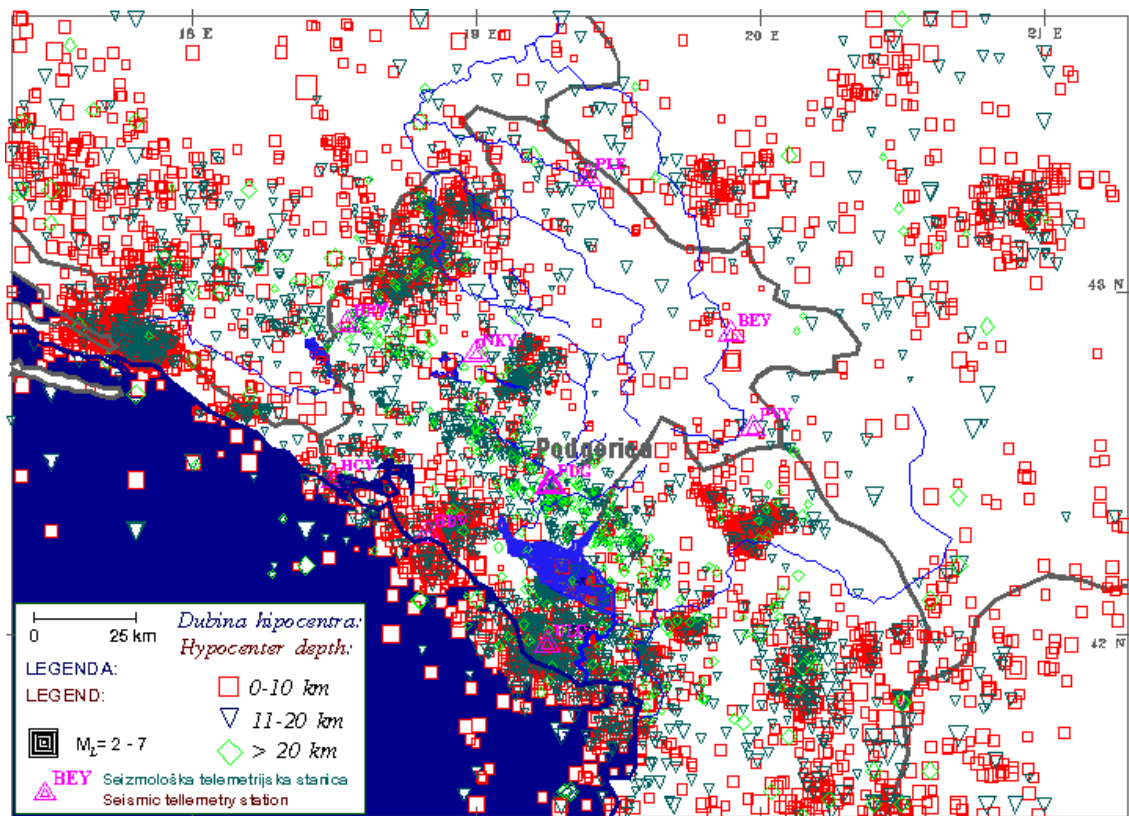 18 E
19 E
20 E
21 E
PLE
43 N
BEY
NKY
PVY
Podgorica
HCY
BDV
42 N
0 25 km
Dubina hipocentra:
Hypocenter depth:
LEGENDA:
LEGEND:
0-10 km
11-20 km
> 20 km
ML= 2 - 7
BEY Seizmološka telemetrijska stanica
Seismic tellemetry station